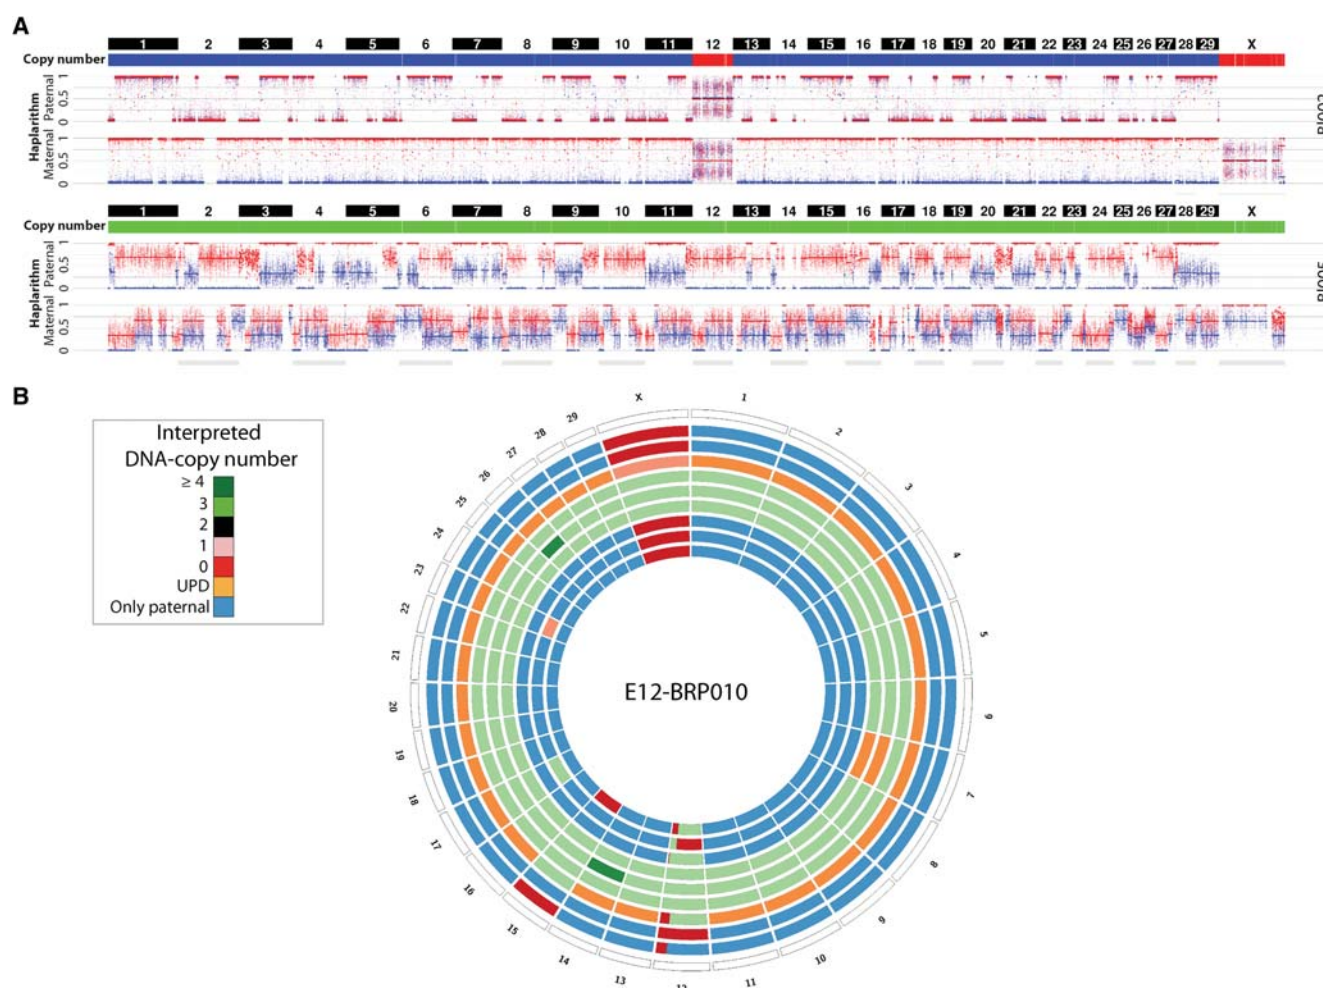 A
1 2 3 4 5 6 7 8 9 10 11 12 13 14 15 16 17 18 19 20 21 22 23 24 25 26 27 28 29 X
Copy number
Haplarithm
Paternal
1
0.5
0
Maternal
1
0.5
0
1 2 3 4 5 6 7 8 9 10 11 12 13 14 15 16 17 18 19 20 21 22 23 24 25 26 27 28 29 X
Copy number
Haplarithm
Paternal
1
0.5
0
Maternal
1
0.5
0
B
Interpreted
DNA-copy number
≥ 4
3
2
1
0
UPD
Only paternal
E12-BRP010
X
1
2
3
4
5
6
7
8
9
10
11
13
14
15
16
17
18
19
20
21
22
23
24
25
26
27
28
29